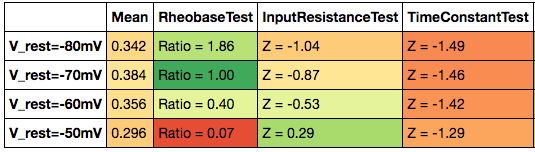 Mean RheobaseTest InputResistanceTest TimeConstantTest
V_rest=-80mV 0.342 Ratio = 1.86 Z = -1.04 Z = -1.49
V_rest=-70mV 0.384 Ratio = 1.00 Z = -0.87 Z = -1.46
V_rest=-60mV 0.356 Ratio = 0.40 Z = -0.53 Z = -1.42
V_rest=-50mV 0.296 Ratio = 0.07 Z = 0.29 Z = -1.29